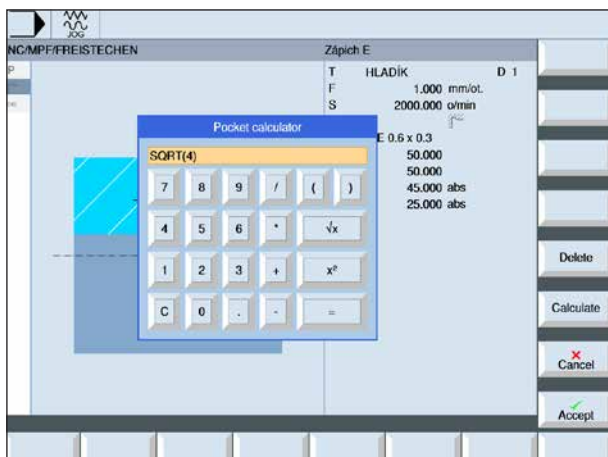 JOG
NC/MPF/FREISTECHEN
Zápich E
P
T HLADÍK D 1
F 1.000 mm/ot.
S 2000.000 o/min
E 0.6 x 0.3
50.000
50.000
45.000 abs
25.000 abs
Pocket calculator
SQRT(4)
7 8 9 / ( )
4 5 6 * √x
1 2 3 + x²
C 0 . - =
Delete
Calculate
Cancel
Accept